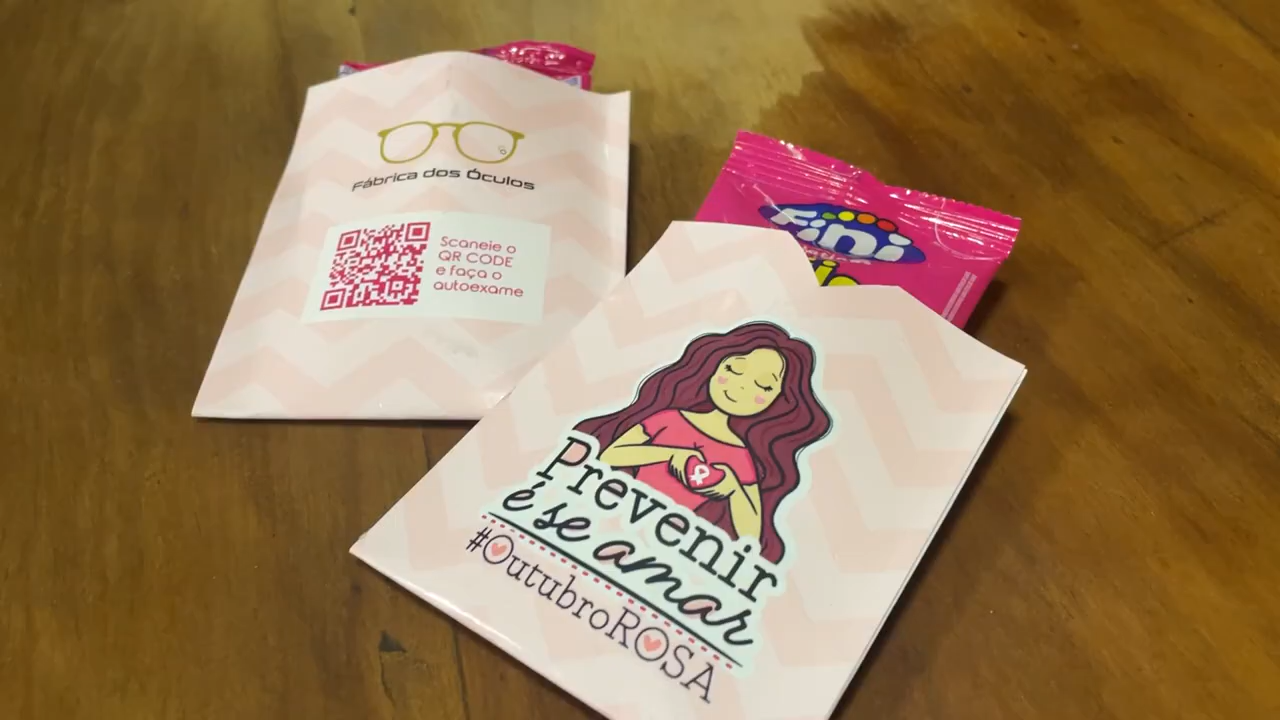 Fábrica dos Óculos
Scaneie o
QR CODE
e faça o
autoexame
Fini
Prevenir
é se amar
#OutubroROSA